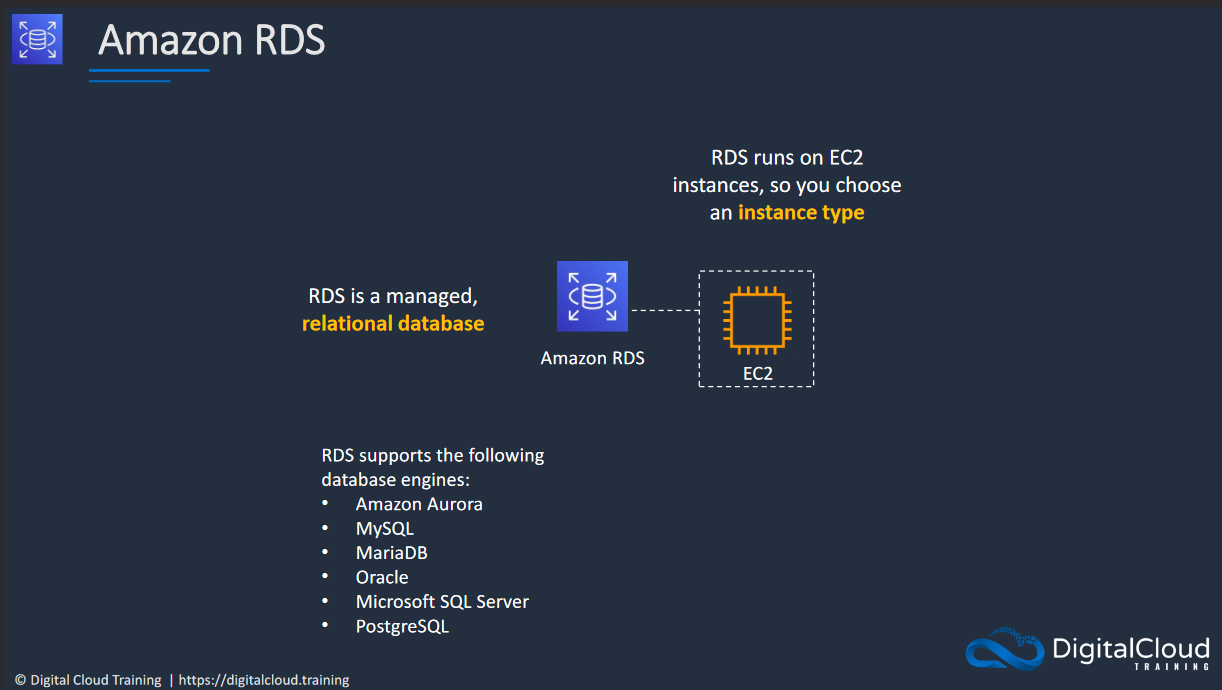 Amazon RDS
RDS runs on EC2
instances, so you choose
an instance type
RDS is a managed,
relational database
Amazon RDS
EC2
RDS supports the following
database engines:
• Amazon Aurora
• MySQL
• MariaDB
• Oracle
• Microsoft SQL Server
• PostgreSQL
DigitalCloud
TRAINING
© Digital Cloud Training | https://digitalcloud.training